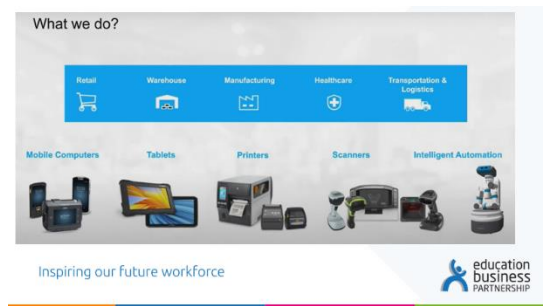 What we do?
Retail
Warehouse
Manufacturing
Healthcare
Transportation &
Logistics
Mobile Computers
Tablets
Printers
Scanners
Intelligent Automation
Inspiring our future workforce
education
business
PARTNERSHIP